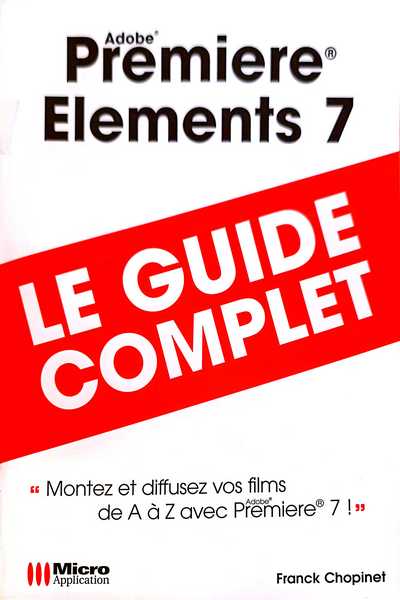 Adobe®
Premiere®
Elements 7
LE GUIDE
COMPLET
“ Montez et diffusez vos films
de A à Z avec Adobe® Premiere® 7 ! ”
Micro
Application
Franck Chopinet